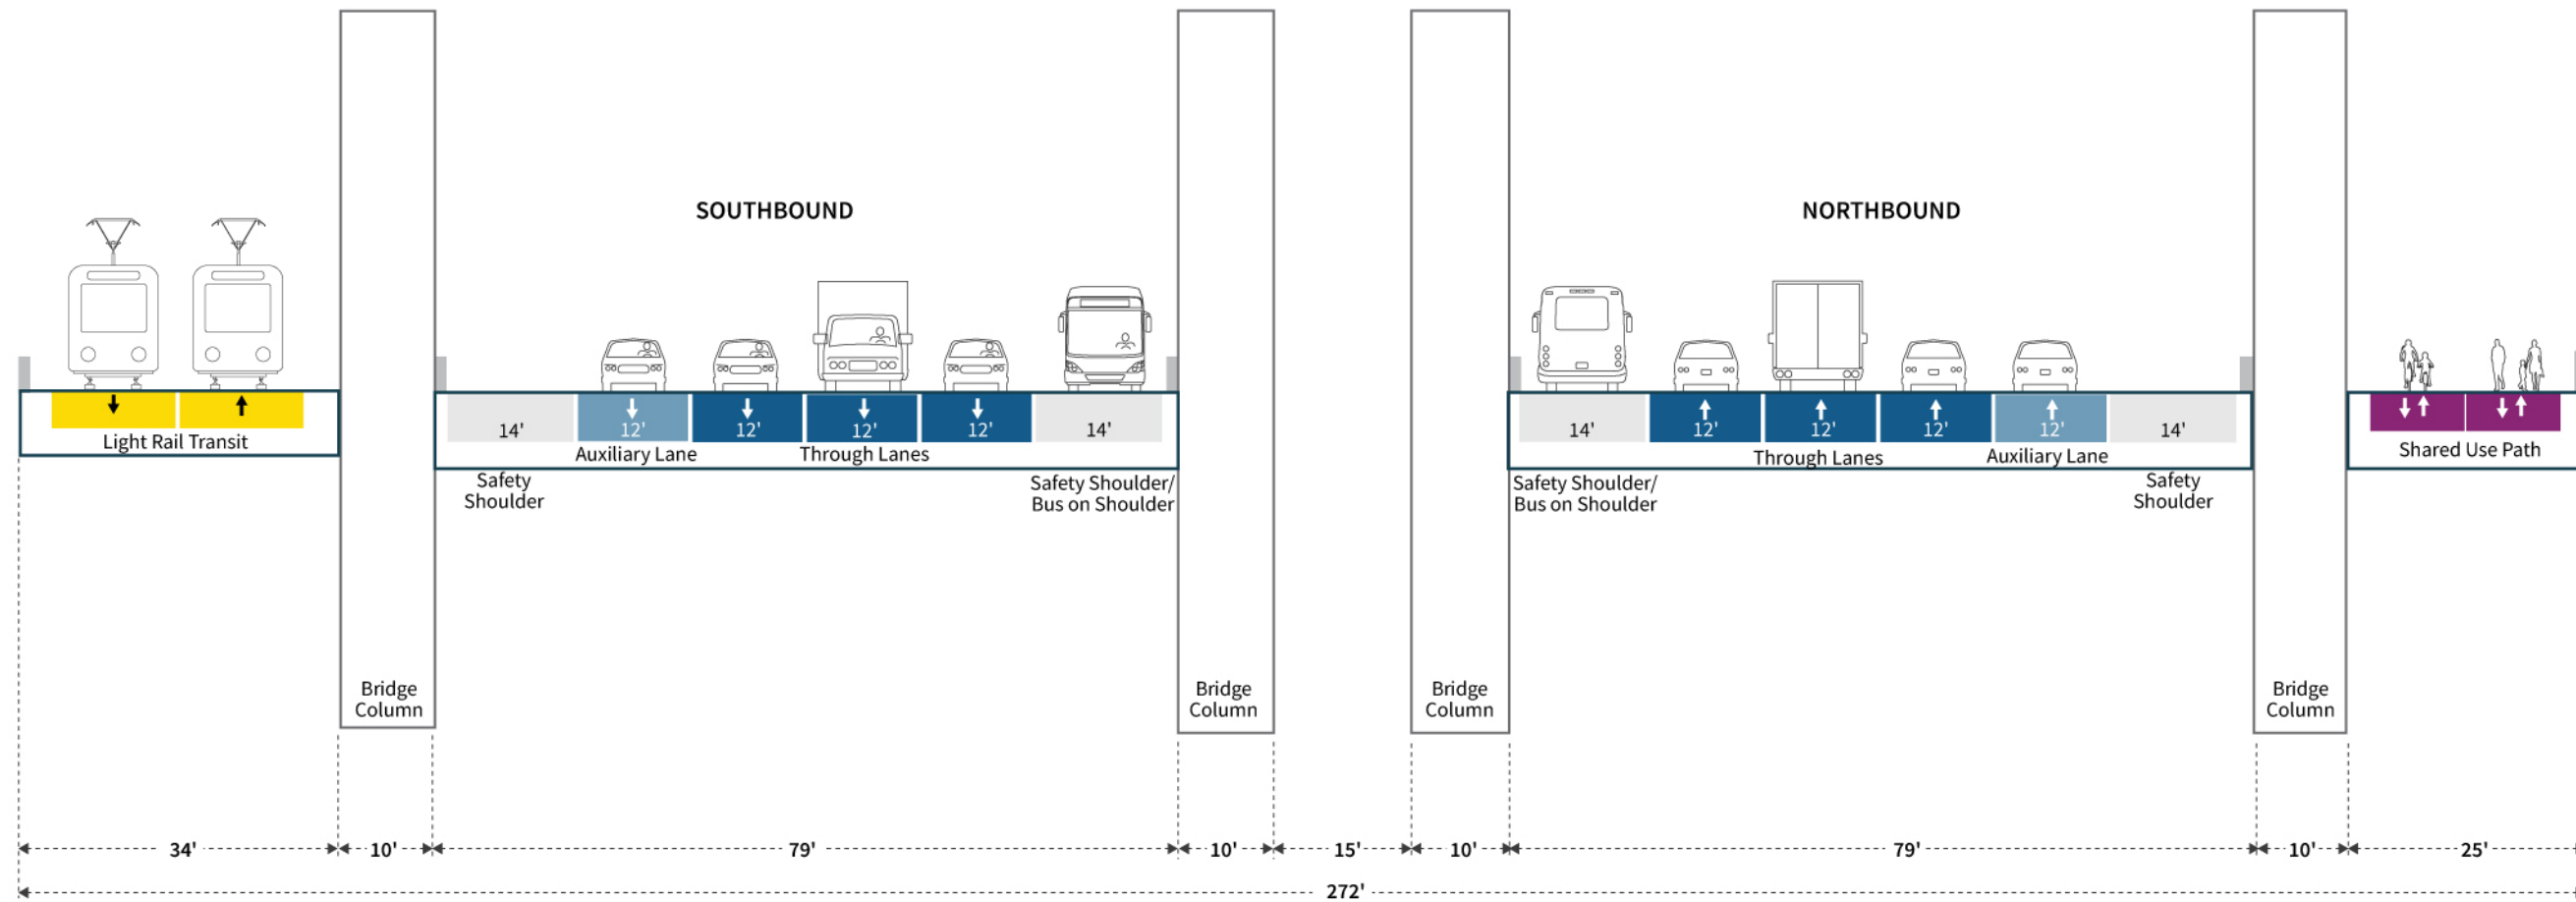 SOUTHBOUND
NORTHBOUND
14'
12'
12'
12'
12'
14'
14'
12'
12'
12'
12'
14'
Light Rail Transit
Auxiliary Lane
Through Lanes
Through Lanes
Auxiliary Lane
Shared Use Path
Safety
Shoulder
Safety Shoulder/
Bus on Shoulder
Safety Shoulder/
Bus on Shoulder
Safety
Shoulder
Bridge
Column
Bridge
Column
Bridge
Column
Bridge
Column
34'
10'
79'
10'
15'
10'
79'
10'
25'
272'